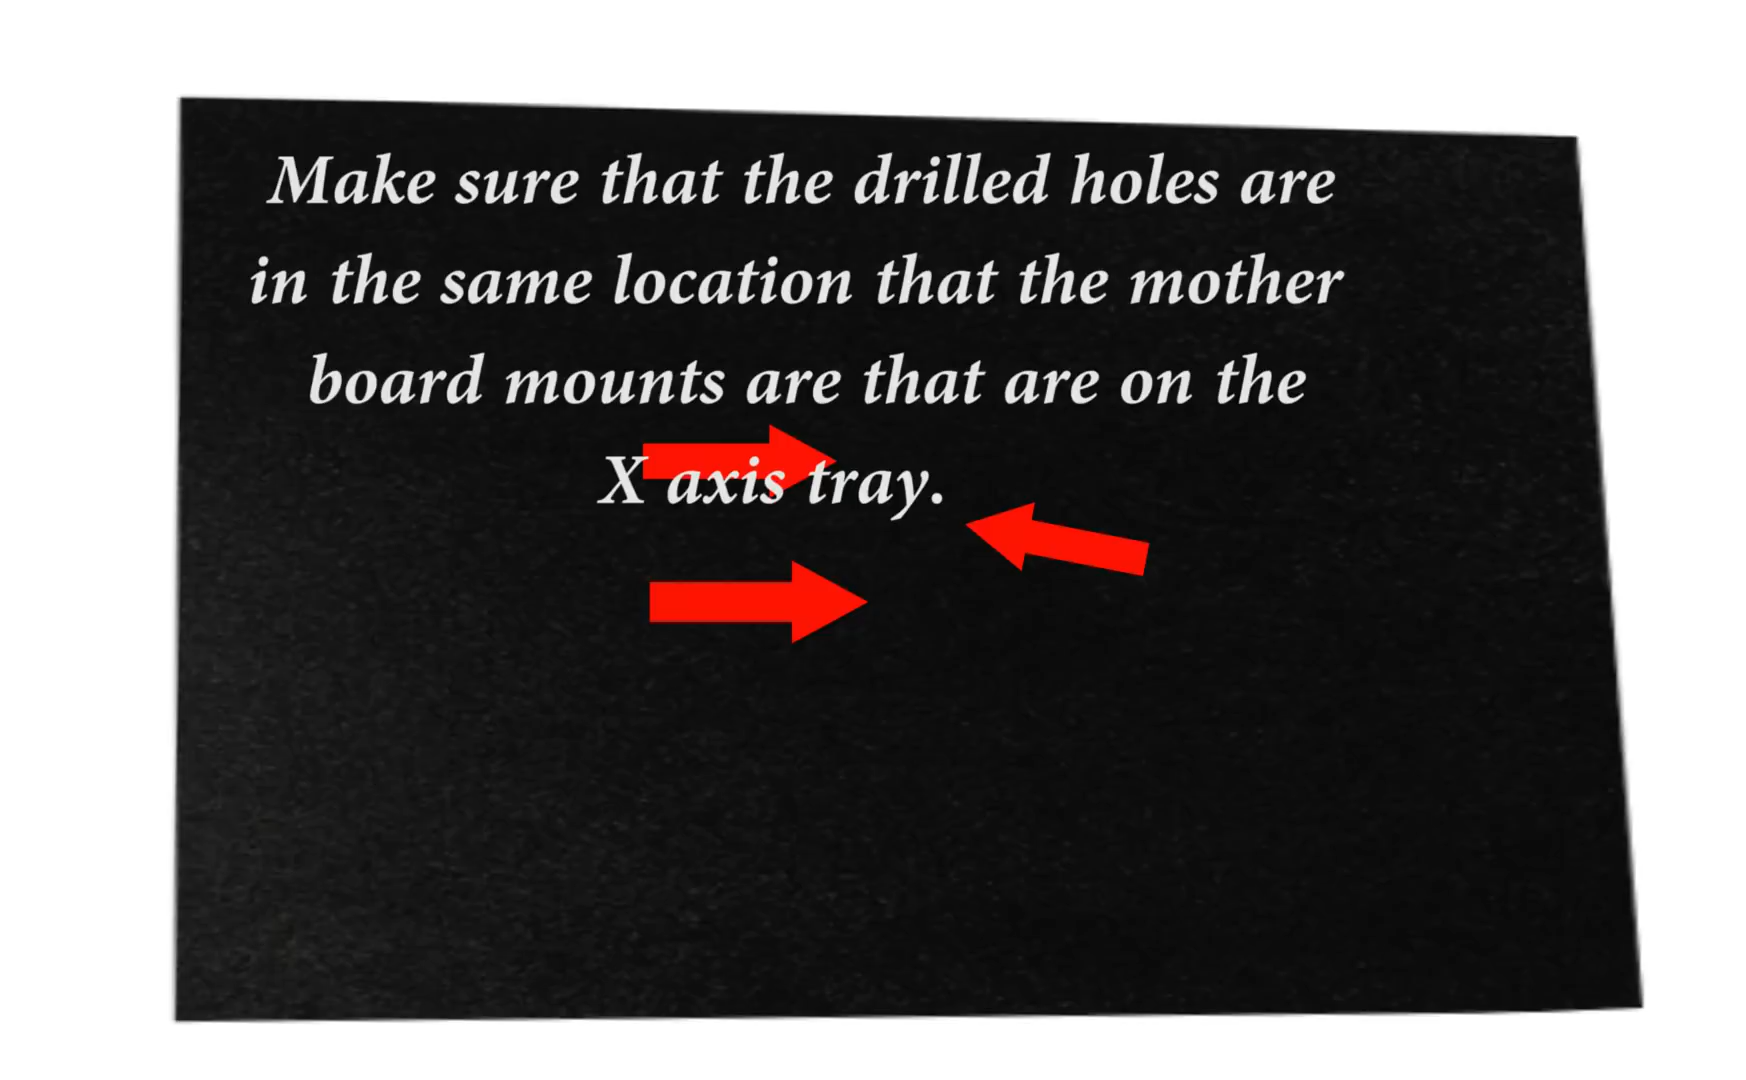 Make sure that the drilled holes are
in the same location that the mother
board mounts are that are on the
X axis tray.